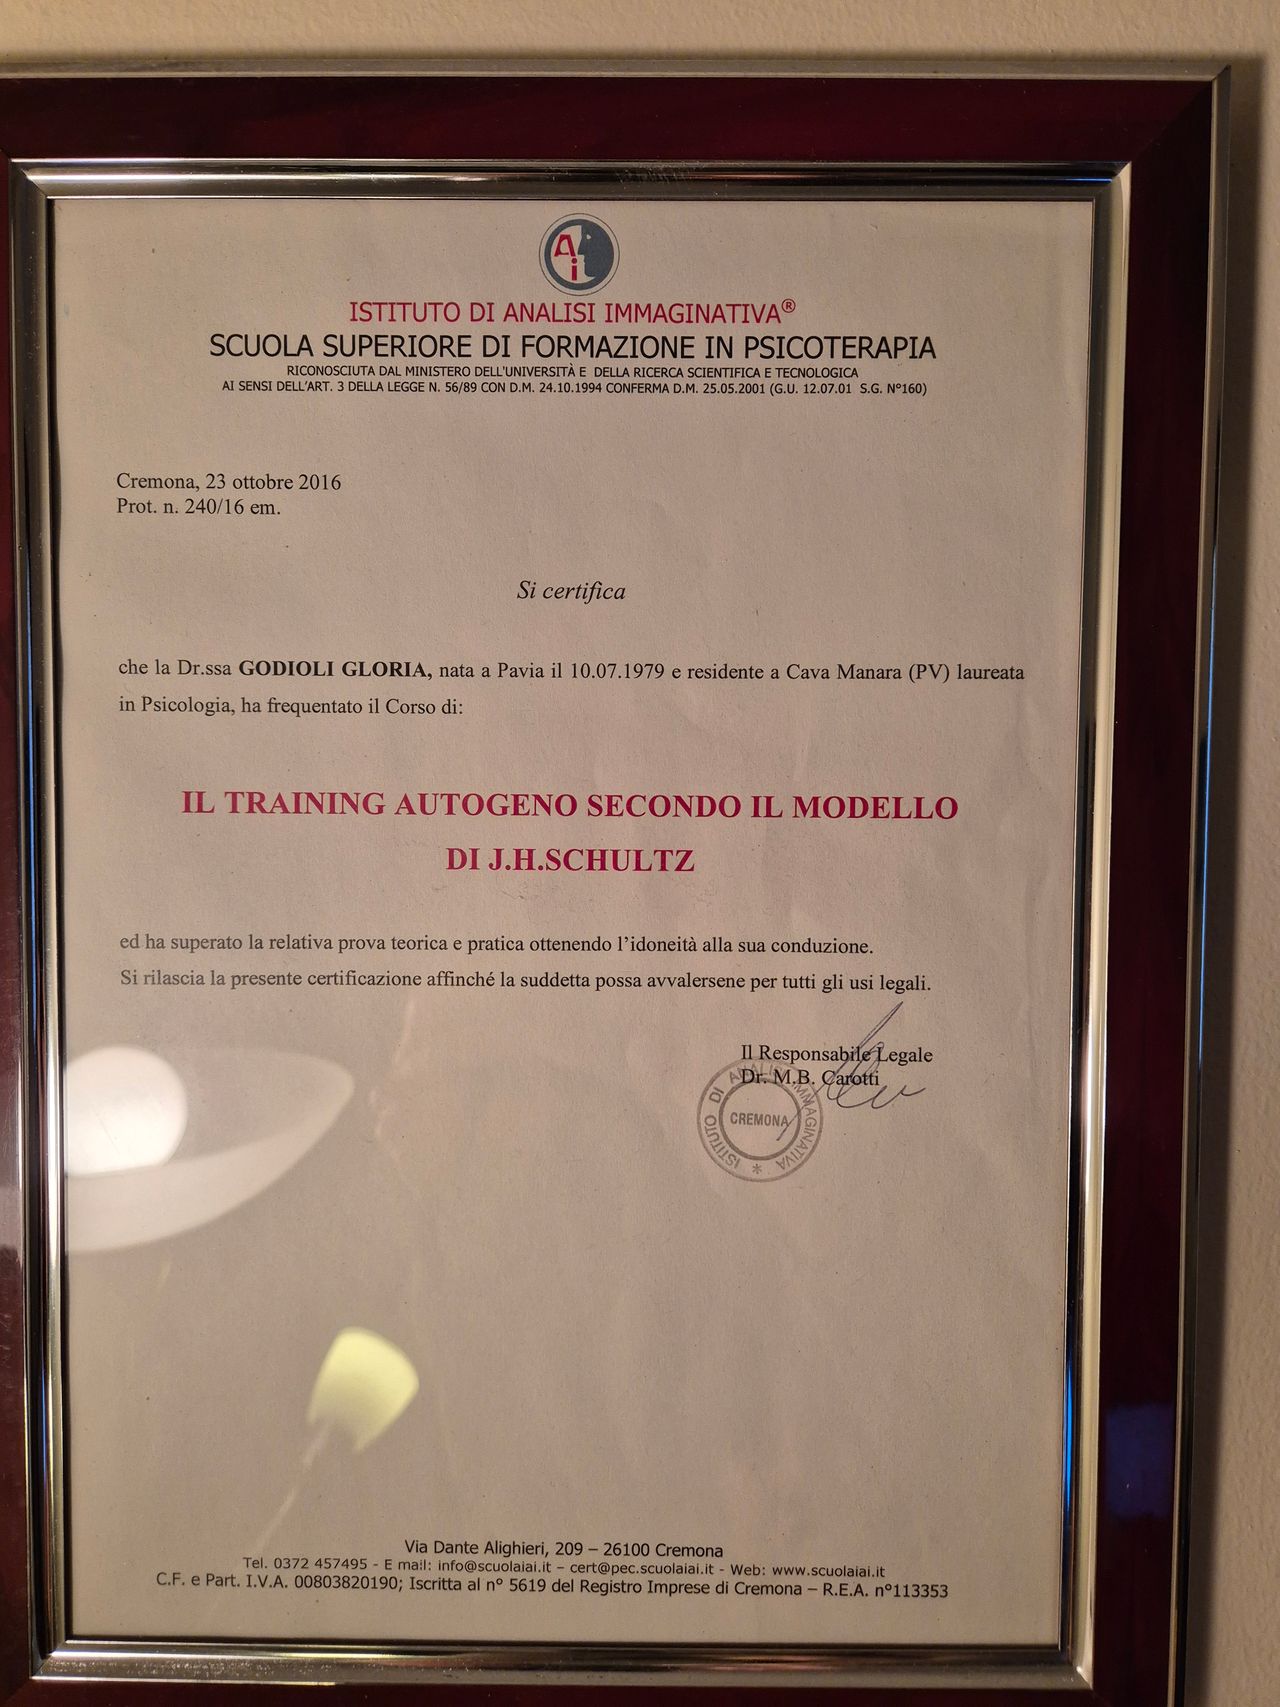 Ai
ISTITUTO DI ANALISI IMMAGINATIVA®
SCUOLA SUPERIORE DI FORMAZIONE IN PSICOTERAPIA
RICONOSCIUTA DAL MINISTERO DELL'UNIVERSITÀ E DELLA RICERCA SCIENTIFICA E TECNOLOGICA
AI SENSI DELL'ART. 3 DELLA LEGGE N. 56/89 CON D.M. 24.10.1994 CONFERMA D.M. 25.05.2001 (G.U. 12.07.01 S.G. N°160)
Cremona, 23 ottobre 2016
Prot. n. 240/16 em.
Si certifica
che la Dr.ssa GODIOLI GLORIA, nata a Pavia il 10.07.1979 e residente a Cava Manara (PV) laureata
in Psicologia, ha frequentato il Corso di:
IL TRAINING AUTOGENO SECONDO IL MODELLO
DI J.H.SCHULTZ
ed ha superato la relativa prova teorica e pratica ottenendo l'idoneità alla sua conduzione.
Si rilascia la presente certificazione affinché la suddetta possa avvalersene per tutti gli usi legali.
Il Responsabile Legale
Dr. M.B. Carotti
ISTITUTO DI ANALISI IMMAGINATIVA *
CREMONA
Via Dante Alighieri, 209 – 26100 Cremona
Tel. 0372 457495 - E mail: info@scuolaiai.it – cert@pec.scuolaiai.it - Web: www.scuolaiai.it
C.F. e Part. I.V.A. 00803820190; Iscritta al n° 5619 del Registro Imprese di Cremona – R.E.A. n°113353